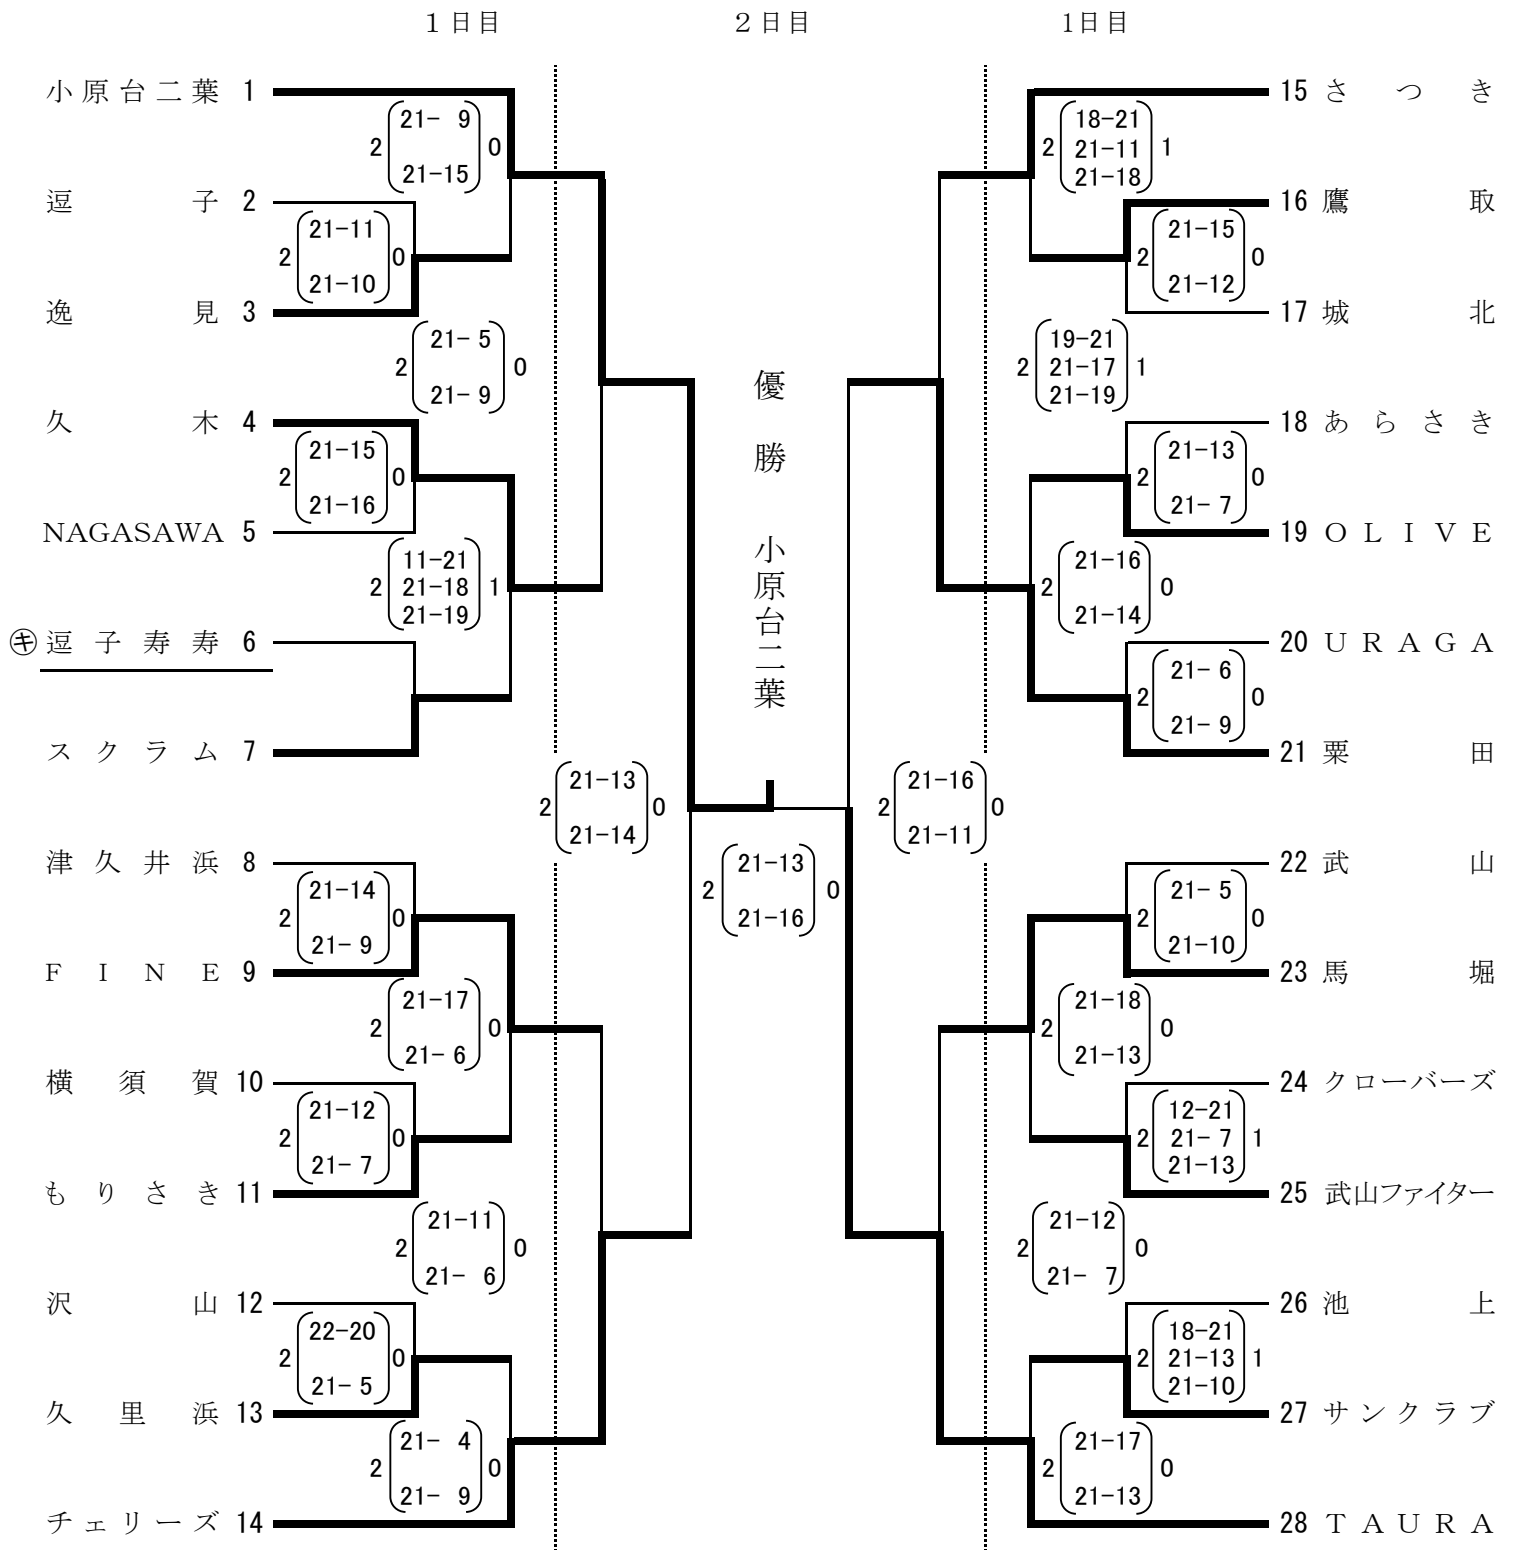 １日目 ２日目 1日目
小原台二葉 1
2 21- 9 21-15 0
逗子 2
2 21-11 21-10 0
逸見 3
2 21- 5 21- 9 0
久木 4
2 21-15 21-16 0
NAGASAWA 5
2 11-21 21-18 21-19 1
㋖逗子寿寿 6
スクラム 7
2 21-13 21-14 0
津久井浜 8
2 21-14 21- 9 0
ＦＩＮＥ 9
2 21-17 21- 6 0
横須賀 10
2 21-12 21- 7 0
もりさき 11
2 21-11 21- 6 0
沢山 12
2 22-20 21- 5 0
久里浜 13
2 21- 4 21- 9 0
チェリーズ 14
優勝 小原台二葉
2 21-13 21-16 0
15 さつき
2 18-21 21-11 21-18 1
16 鷹取
2 21-15 21-12 0
17 城北
2 19-21 21-17 21-19 1
18 あらさき
2 21-13 21- 7 0
19 ＯＬＩＶＥ
2 21-16 21-14 0
20 ＵＲＡＧＡ
2 21- 6 21- 9 0
21 粟田
2 21-16 21-11 0
22 武山
2 21- 5 21-10 0
23 馬堀
2 21-18 21-13 0
24 クローバーズ
2 12-21 21- 7 21-13 1
25 武山ファイター
2 21-12 21- 7 0
26 池上
2 18-21 21-13 21-10 1
27 サンクラブ
2 21-17 21-13 0
28 ＴＡＵＲＡ